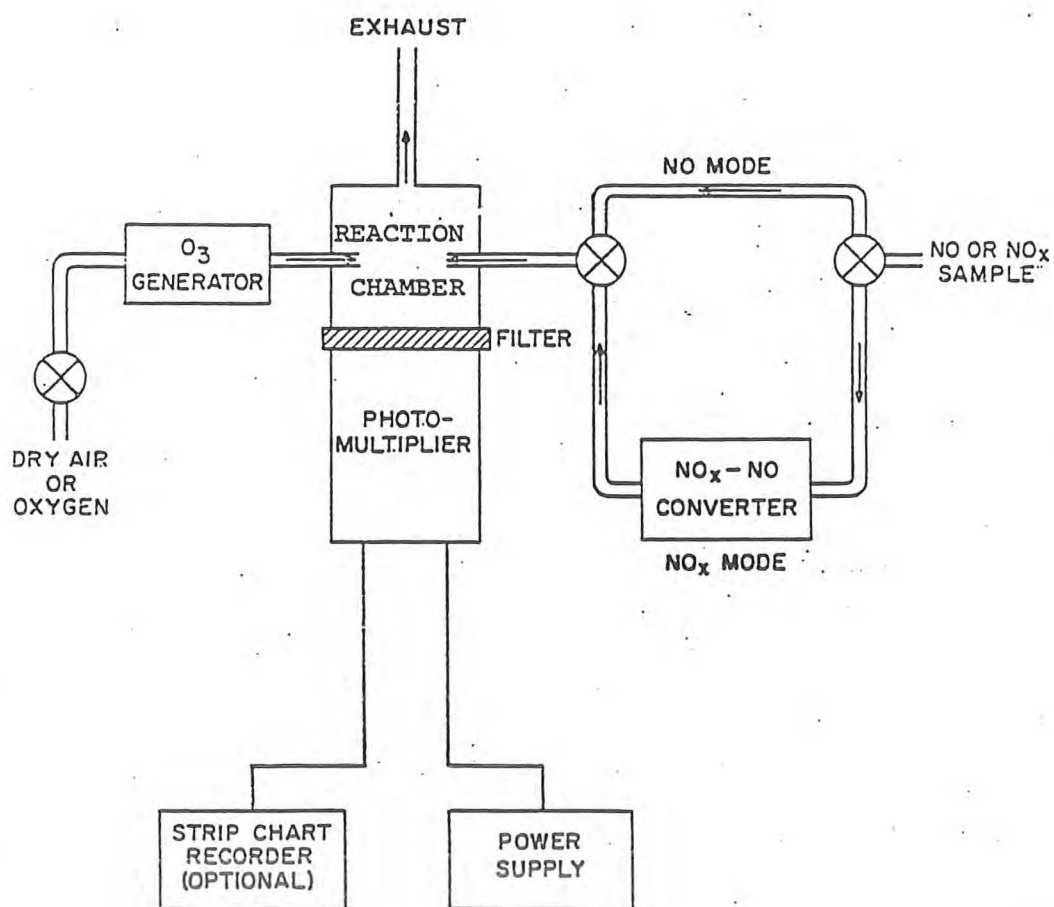 EXHAUST
NO MODE
O₃
GENERATOR
REACTION
CHAMBER
NO OR NOₓ
SAMPLE
FILTER
PHOTO-
MULTIPLIER
DRY AIR
OR
OXYGEN
NOₓ-NO
CONVERTER
NOₓ MODE
STRIP CHART
RECORDER
(OPTIONAL)
POWER
SUPPLY